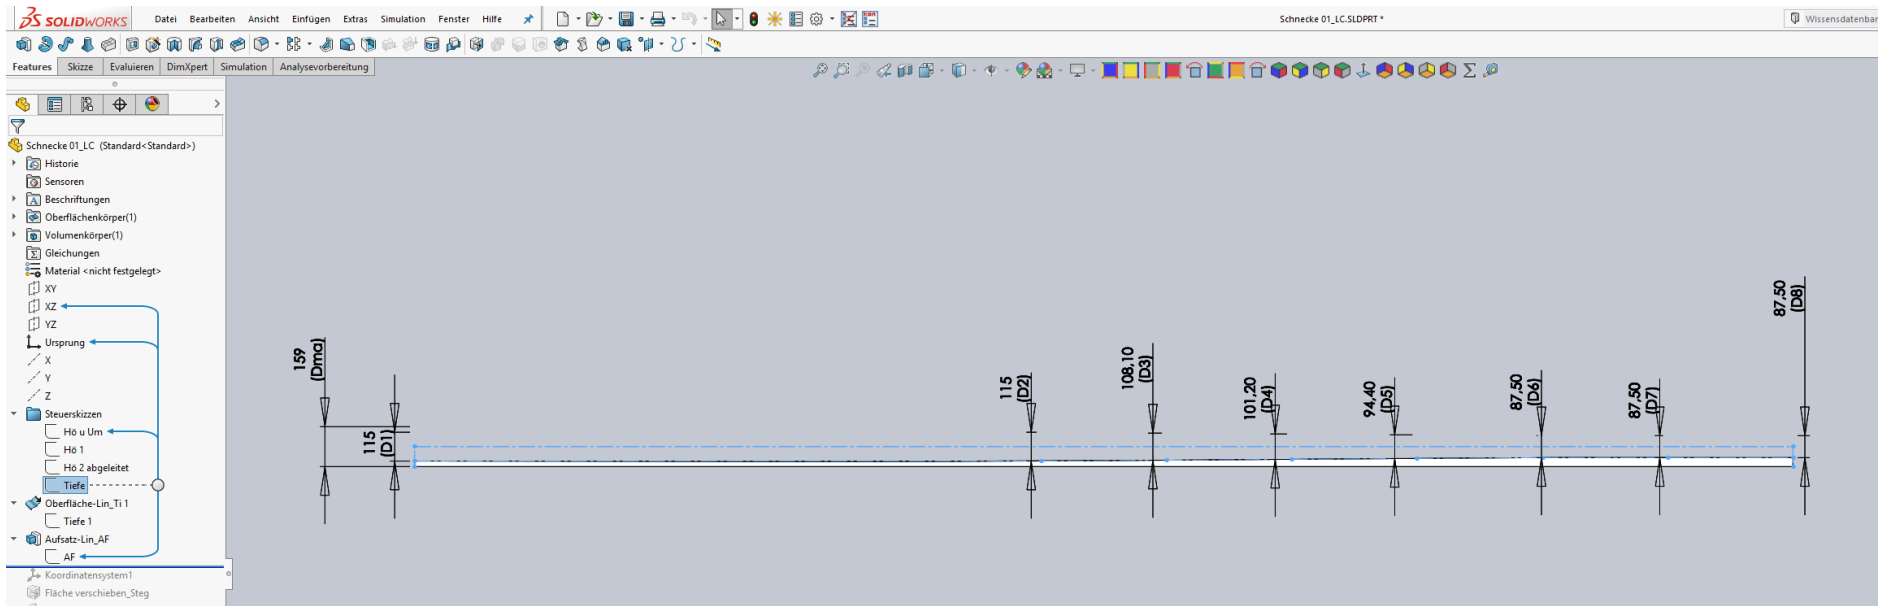 SOLIDWORKS Datei Bearbeiten Ansicht Einfügen Extras Simulation Fenster Hilfe Schnecke 01_LC.SLDPRT * Wissensdatenbar
Features Skizze Evaluieren DimXpert Simulation Analysevorbereitung
Schnecke 01_LC (Standard<Standard>)
Historie
Sensoren
Beschriftungen
Oberflächenkörper(1)
Volumenkörper(1)
Gleichungen
Material <nicht festgelegt>
XY
XZ
YZ
Ursprung
X
Y
Z
Steuerskizzen
Hö u Um
Hö 1
Hö 2 abgeleitet
Tiefe
Oberfläche-Lin_Ti 1
Tiefe 1
Aufsatz-Lin_AF
AF
Koordinatensystem1
Fläche verschieben_Steg
159
(Dma)
115
(D1)
115
(D2)
108,10
(D3)
101,20
(D4)
94,40
(D5)
87,50
(D6)
87,50
(D7)
87,50
(D8)